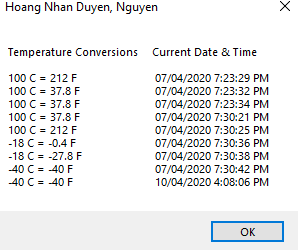 Hoang Nhan Duyen, Nguyen
Temperature Conversions Current Date & Time
100 C = 212 F 07/04/2020 7:23:29 PM
100 C = 37.8 F 07/04/2020 7:23:32 PM
100 C = 37.8 F 07/04/2020 7:23:34 PM
100 C = 37.8 F 07/04/2020 7:30:21 PM
100 C = 212 F 07/04/2020 7:30:25 PM
-18 C = -0.4 F 07/04/2020 7:30:36 PM
-18 C = -27.8 F 07/04/2020 7:30:38 PM
-40 C = -40 F 07/04/2020 7:30:42 PM
-40 C = -40 F 10/04/2020 4:08:06 PM
OK